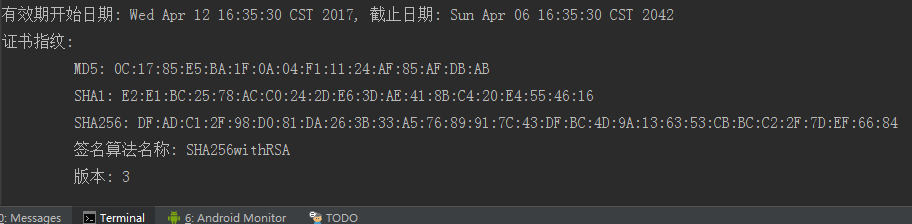 有效期开始日期: Wed Apr 12 16:35:30 CST 2017, 截止日期: Sun Apr 06 16:35:30 CST 2042
证书指纹:
MD5: 0C:17:85:E5:BA:1F:0A:04:F1:11:24:AF:85:AF:DB:AB
SHA1: E2:E1:BC:25:78:AC:C0:24:2D:E6:3D:AE:41:8B:C4:20:E4:55:46:16
SHA256: DF:AD:C1:2F:98:D0:81:DA:26:3B:33:A5:76:89:91:7C:43:DF:BC:4D:9A:13:63:53:CB:BC:C2:2F:7D:EF:66:84
签名算法名称: SHA256withRSA
版本: 3
0: Messages Terminal 6: Android Monitor TODO